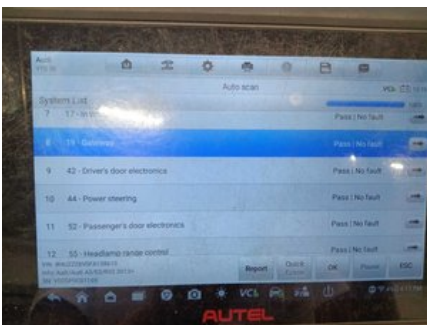 Audi
Auto scan
VCI
System List
7 17 - In Pass | No fault
8 19 - Gateway Pass | No fault
9 42 - Driver's door electronics Pass | No fault
10 44 - Power steering Pass | No fault
11 52 - Passenger's door electronics Pass | No fault
12 55 - Headlamp range control Pass | No fault
Report Quick Erase OK Pause ESC
VCI
AUTEL